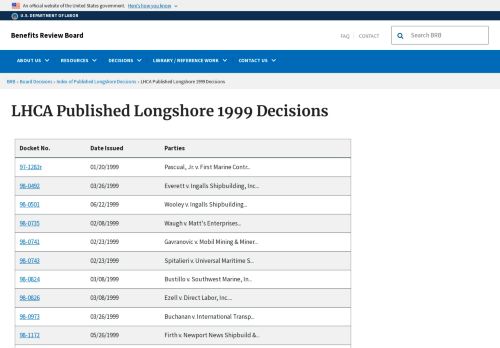 An official website of the United States government. Here's how you know
U.S. DEPARTMENT OF LABOR
Benefits Review Board
FAQ CONTACT
Search BRB
ABOUT US RESOURCES DECISIONS LIBRARY / REFERENCE WORK CONTACT US
BRB › Board Decisions › Index of Published Longshore Decisions › LHCA Published Longshore 1999 Decisions
LHCA Published Longshore 1999 Decisions
Docket No. Date Issued Parties
97-1283r 01/20/1999 Pascual, Jr. v. First Marine Contr..
98-0492 03/26/1999 Everett v. Ingalls Shipbuilding, Inc...
98-0501 06/22/1999 Wooley v. Ingalls Shipbuilding...
98-0735 02/08/1999 Waugh v. Matt's Enterprises...
98-0741 02/23/1999 Gavranovic v. Mobil Mining & Miner...
98-0743 02/23/1999 Spitalieri v. Universal Maritime S...
98-0824 03/08/1999 Bustillo v. Southwest Marine, In..
98-0826 03/08/1999 Ezell v. Direct Labor, Inc....
98-0973 03/26/1999 Buchanan v. International Transp...
98-1172 05/26/1999 Firth v. Newport News Shipbuild &..